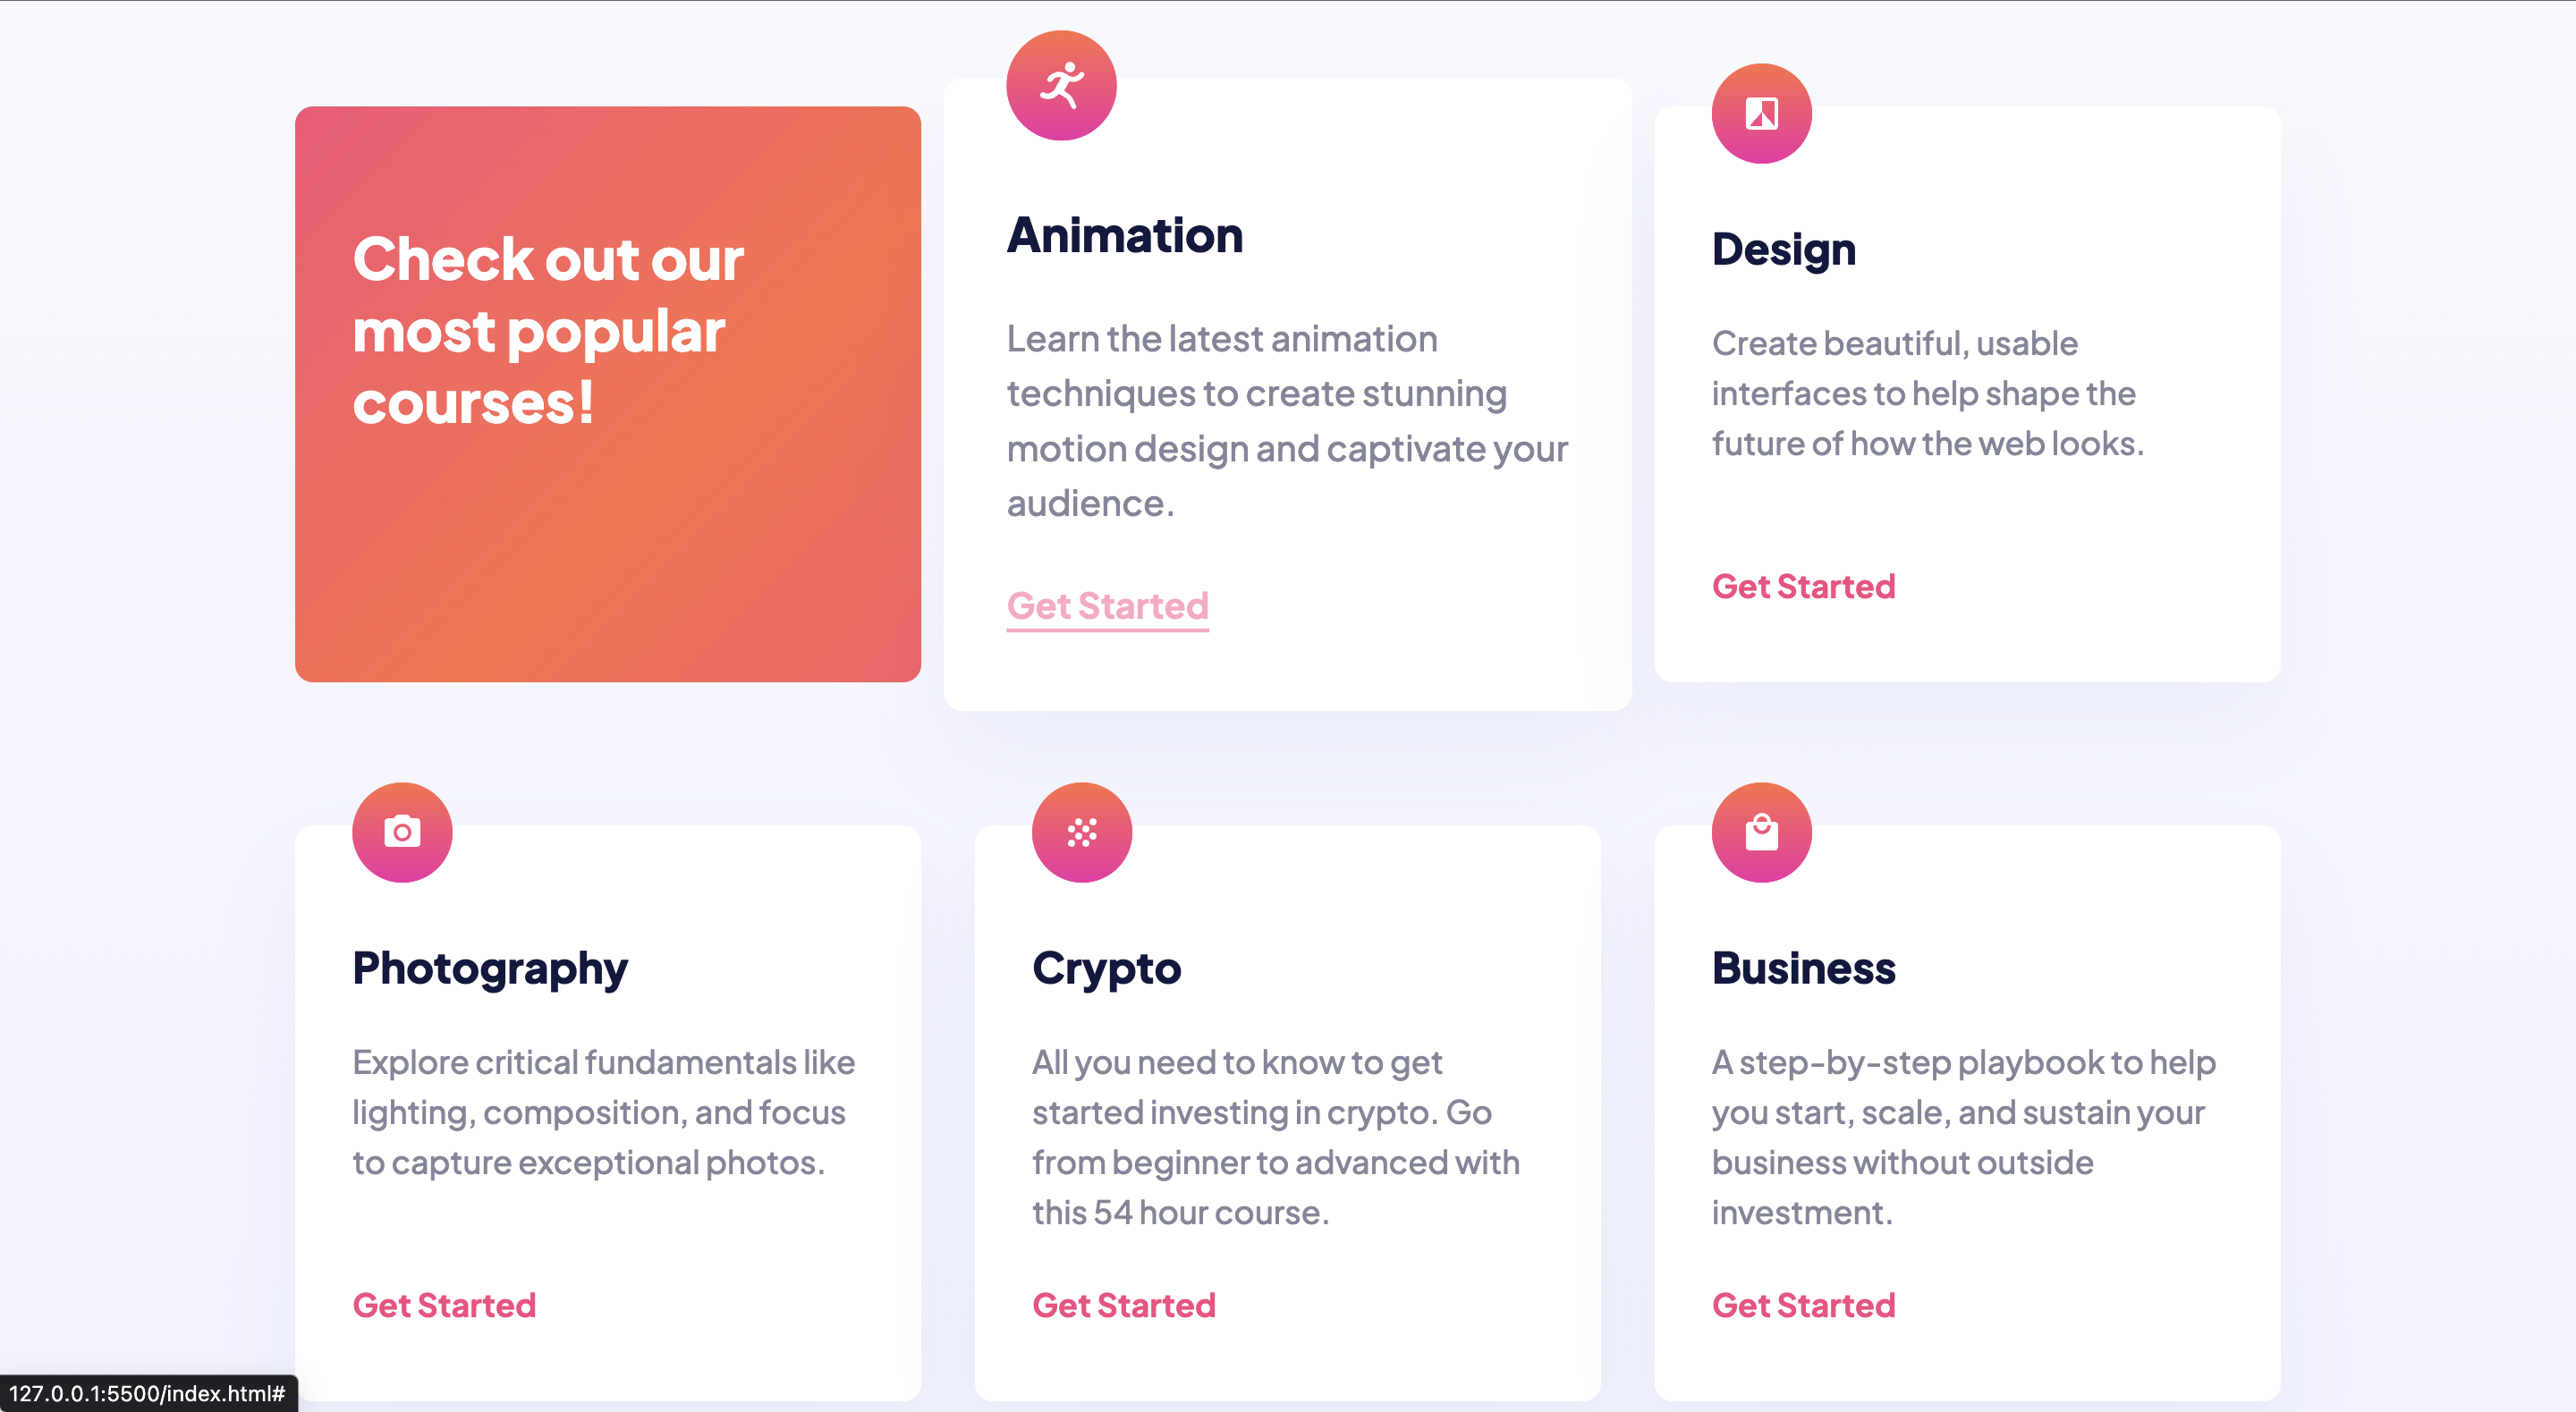 Check out our
most popular
courses!
Animation
Learn the latest animation
techniques to create stunning
motion design and captivate your
audience.
Get Started
Design
Create beautiful, usable
interfaces to help shape the
future of how the web looks.
Get Started
Photography
Explore critical fundamentals like
lighting, composition, and focus
to capture exceptional photos.
Get Started
Crypto
All you need to know to get
started investing in crypto. Go
from beginner to advanced with
this 54 hour course.
Get Started
Business
A step-by-step playbook to help
you start, scale, and sustain your
business without outside
investment.
Get Started
127.0.0.1:5500/index.html#